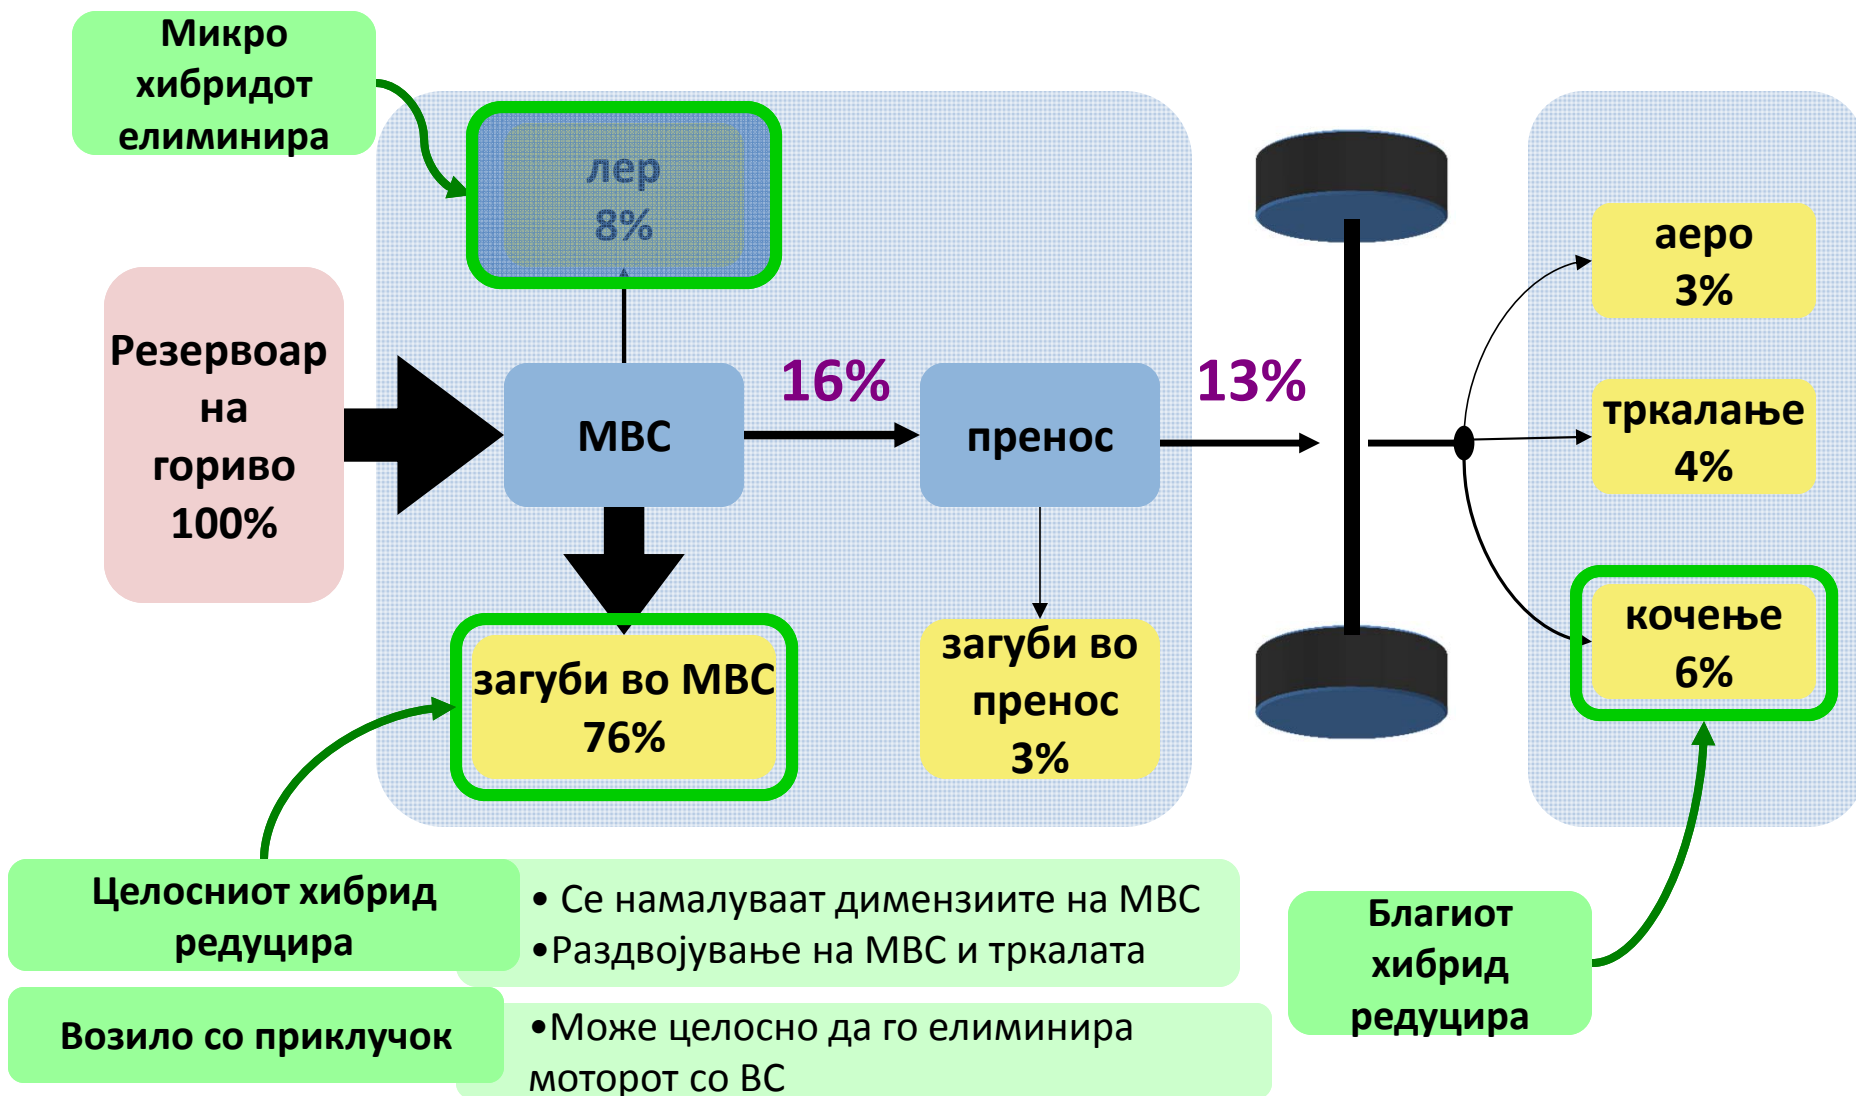 Микро
хибридот
елиминира
лер
8%
Резервоар
на
гориво
100%
МВС
16%
пренос
13%
аеро
3%
тркалање
4%
кочење
6%
загуби во МВС
76%
загуби во
пренос
3%
Целосниот хибрид
редуцира
• Се намалуваат димензиите на МВС
•Раздвојување на МВС и тркалата
Возило со приклучок
•Може целосно да го елиминира
моторот со ВС
Благиот
хибрид
редуцира